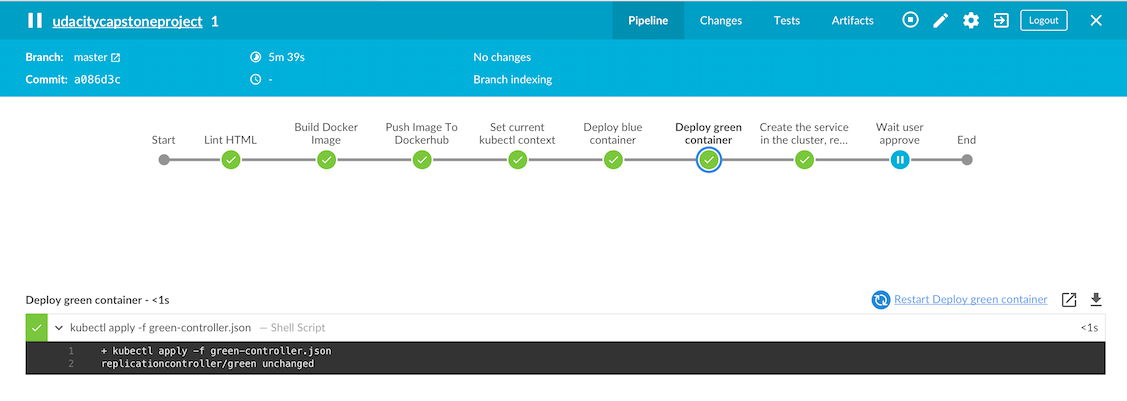 udacitycapstoneproject 1
Pipeline Changes Tests Artifacts Logout
Branch: master 5m 39s No changes
Commit: a086d3c - Branch indexing
Start
Lint HTML
Build Docker
Image
Push Image To
Dockerhub
Set current
kubectl context
Deploy blue
container
Deploy green
container
Create the service
in the cluster, re...
Wait user
approve
End
Deploy green container - <1s Restart Deploy green container
kubectl apply -f green-controller.json — Shell Script <1s
1 + kubectl apply -f green-controller.json
2 replicationcontroller/green unchanged